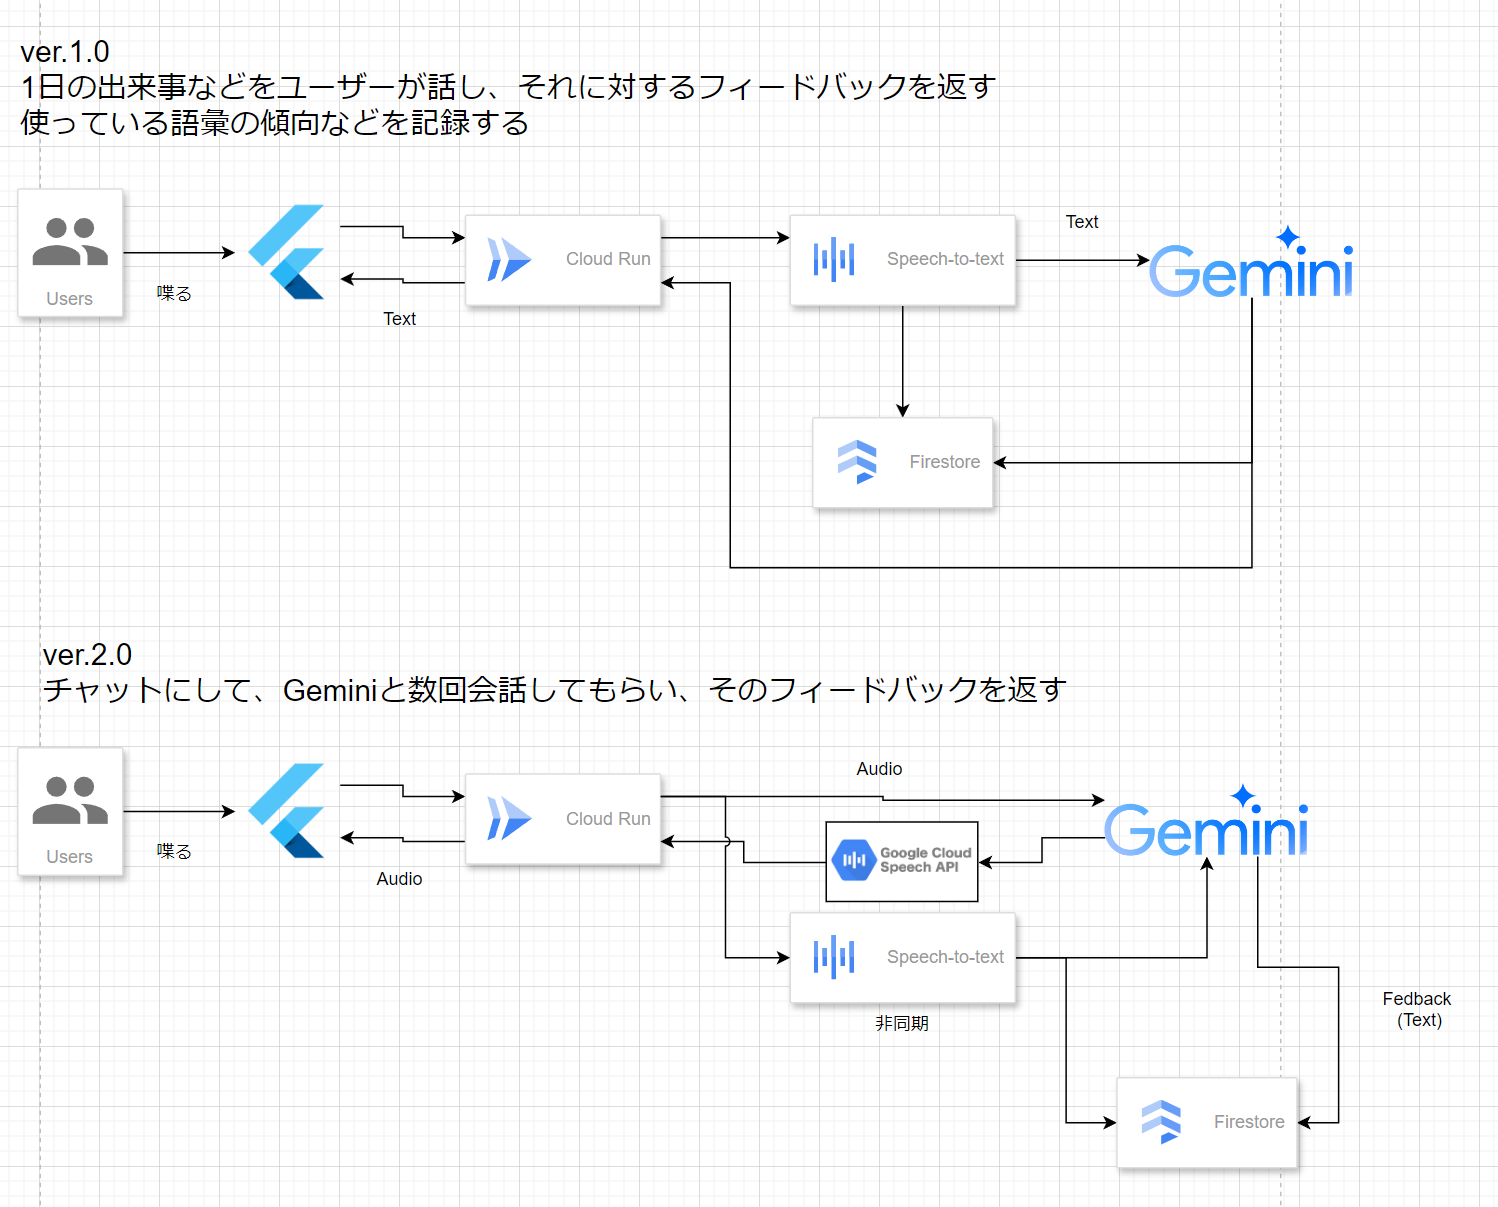 ver.1.0
1日の出来事などをユーザーが話し、それに対するフィードバックを返す
使っている語彙の傾向などを記録する
Users
喋る
Text
Cloud Run
Speech-to-text
Text
Gemini
Firestore
ver.2.0
チャットにして、Geminiと数回会話してもらい、そのフィードバックを返す
Users
喋る
Audio
Cloud Run
Audio
Google Cloud
Speech API
Gemini
Speech-to-text
非同期
Fedback
(Text)
Firestore